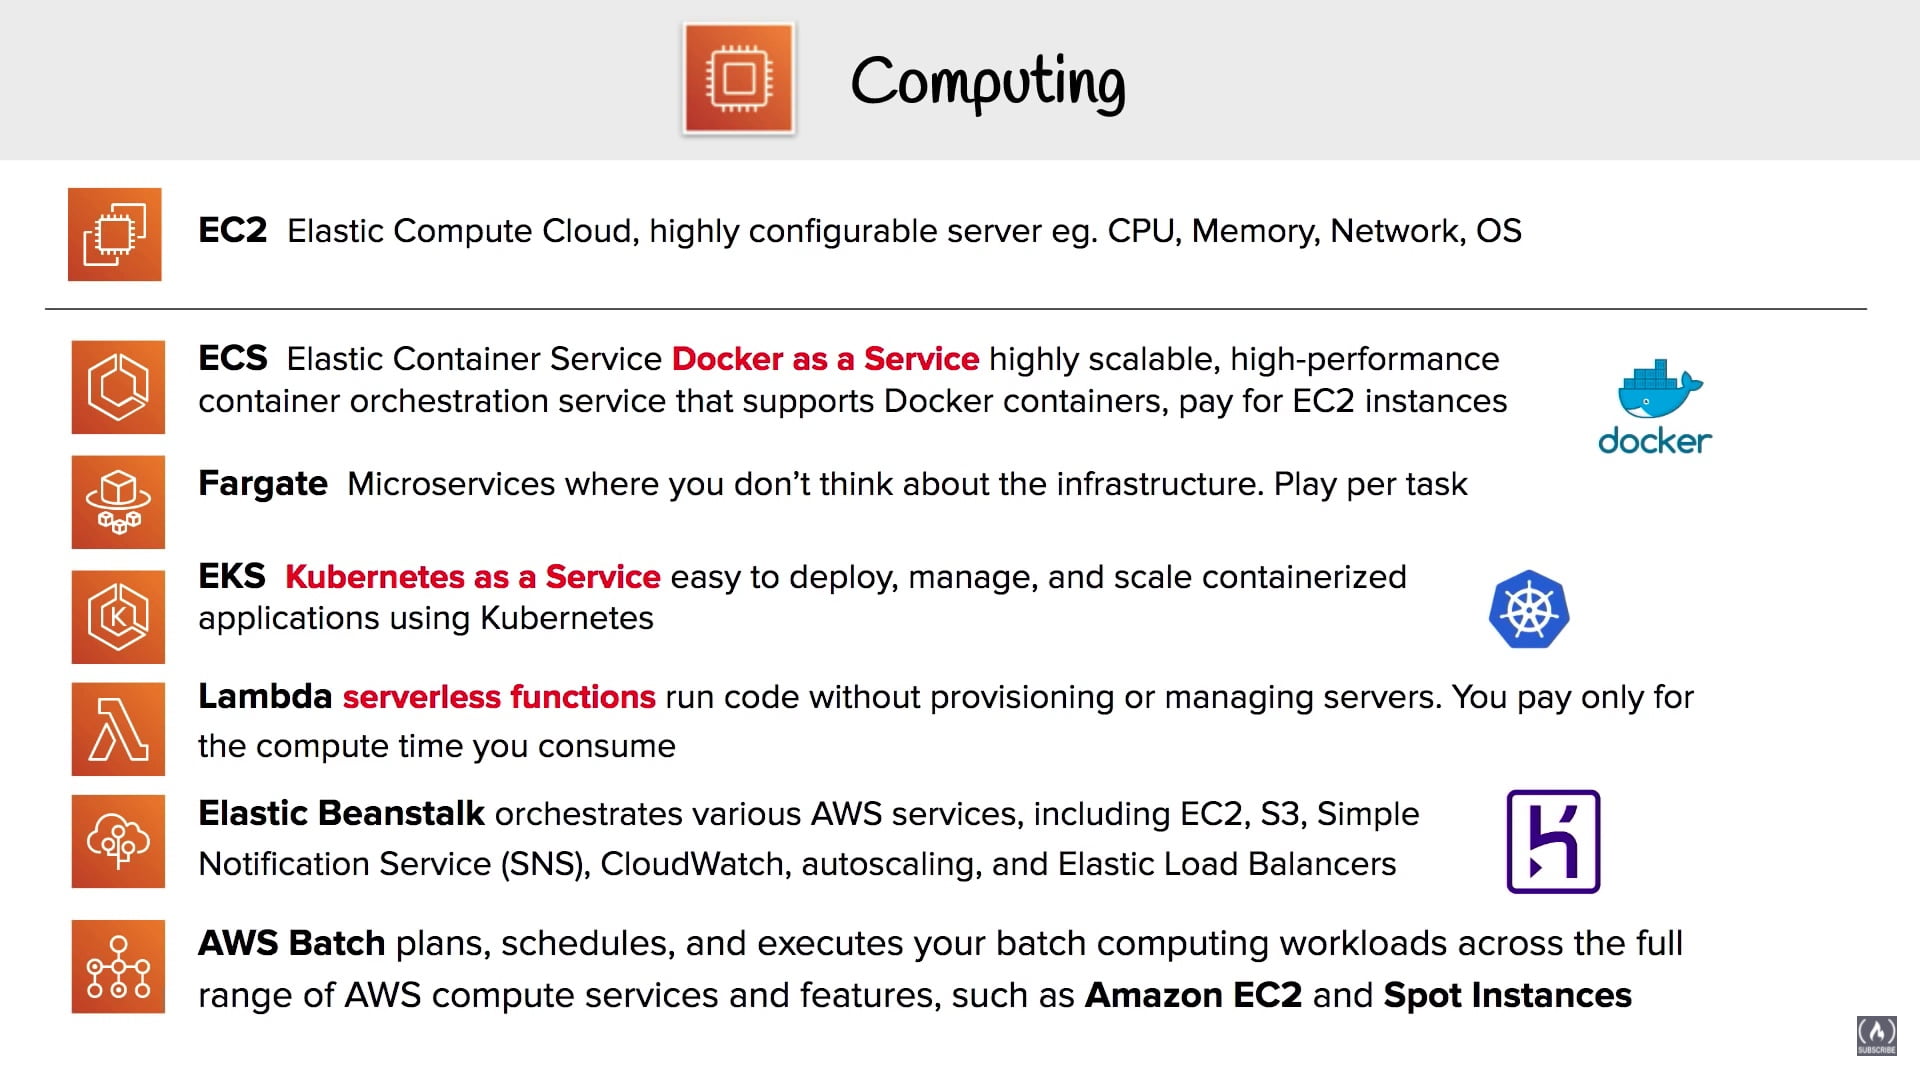 Computing
EC2 Elastic Compute Cloud, highly configurable server eg. CPU, Memory, Network, OS
ECS Elastic Container Service Docker as a Service highly scalable, high-performance
container orchestration service that supports Docker containers, pay for EC2 instances
docker
Fargate Microservices where you don’t think about the infrastructure. Play per task
EKS Kubernetes as a Service easy to deploy, manage, and scale containerized
applications using Kubernetes
K
Lambda serverless functions run code without provisioning or managing servers. You pay only for
the compute time you consume
Elastic Beanstalk orchestrates various AWS services, including EC2, S3, Simple
Notification Service (SNS), CloudWatch, autoscaling, and Elastic Load Balancers
AWS Batch plans, schedules, and executes your batch computing workloads across the full
range of AWS compute services and features, such as Amazon EC2 and Spot Instances
SUBSCRIBE